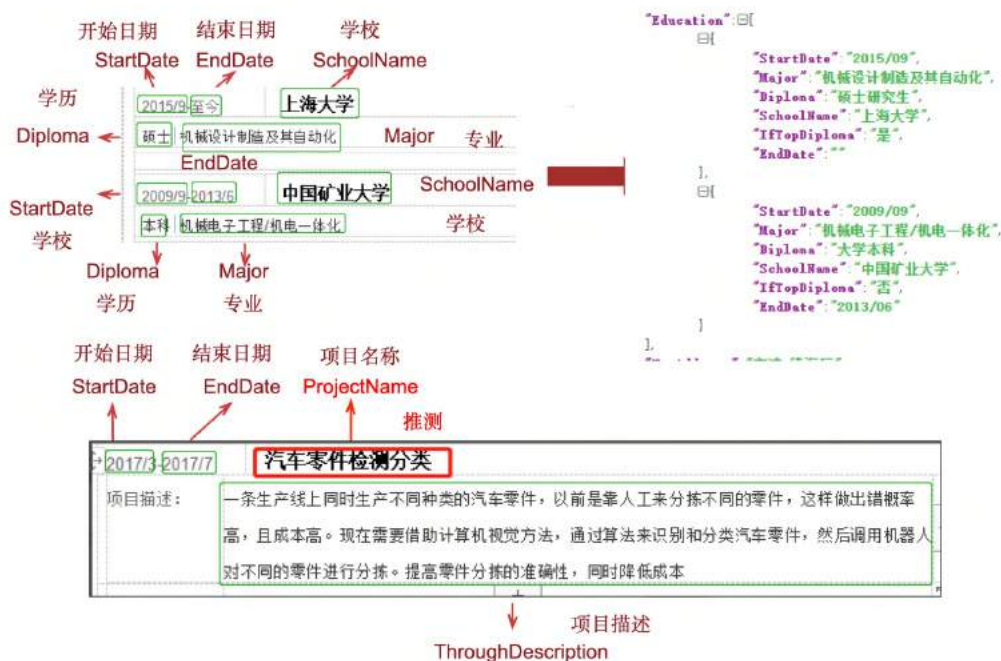 开始日期 结束日期 学校
StartDate EndDate SchoolName
学历 2015/9-至今 上海大学
Diploma 硕士 机械设计制造及其自动化 Major 专业
EndDate
StartDate 2009/9-2013/6 中国矿业大学 SchoolName
学校 本科 机械电子工程/机电一体化 学校
Diploma Major
学历 专业
"Education":[
{
"StartDate":"2015/09",
"Major":"机械设计制造及其自动化",
"Diploma":"硕士研究生",
"SchoolName":"上海大学",
"IfTopDiploma":"是",
"EndDate":""
},
{
"StartDate":"2009/09",
"Major":"机械电子工程/机电一体化",
"Diploma":"大学本科",
"SchoolName":"中国矿业大学",
"IfTopDiploma":"否",
"EndDate":"2013/06"
}
],
开始日期 结束日期 项目名称
StartDate EndDate ProjectName
推测
2017/3-2017/7 汽车零件检测分类
项目描述: 一条生产线上同时生产不同种类的汽车零件，以前是靠人工来分拣不同的零件，这样做出错概率
高，且成本高。现在需要借助计算机视觉方法，通过算法来识别和分类汽车零件，然后调用机器人
对不同的零件进行分拣。提高零件分拣的准确性，同时降低成本
项目描述
ThroughDescription